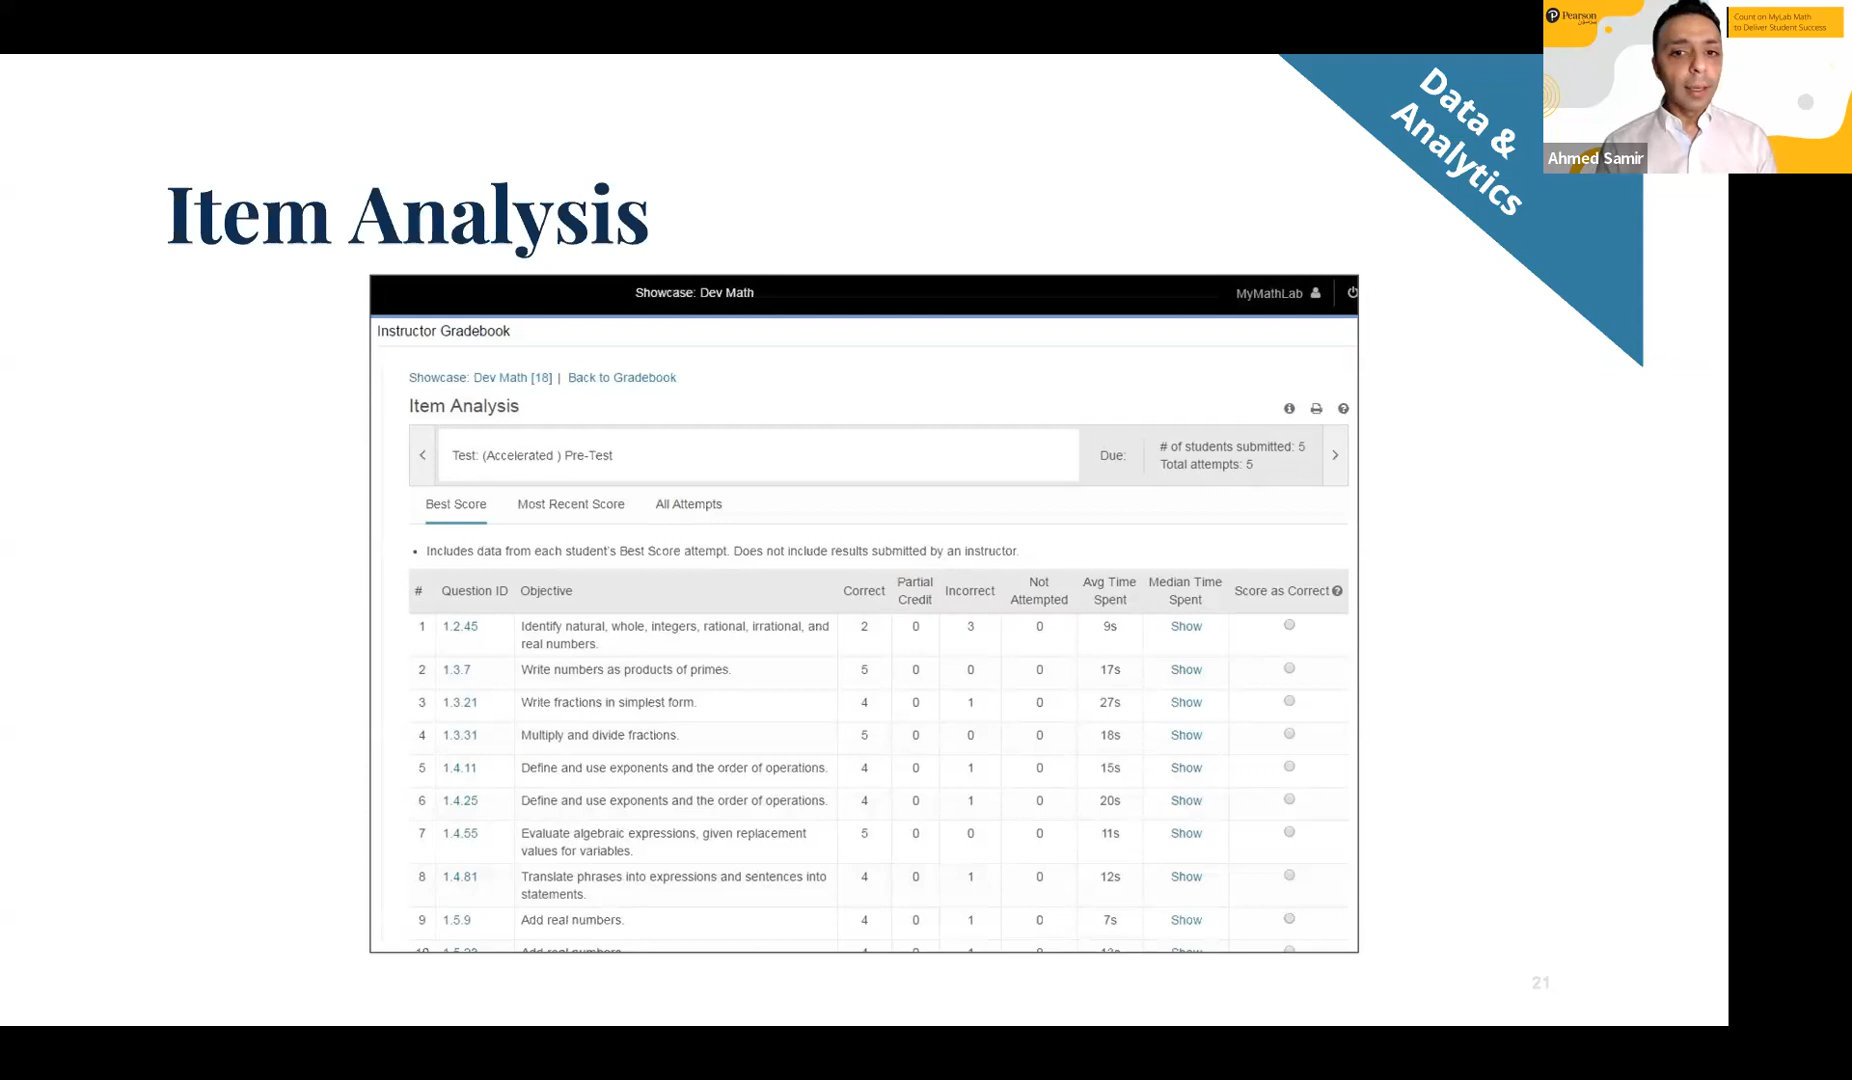 Pearson
Count on MyLab Math
to Deliver Student Success
Ahmed Samir
Data &
Analytics
Item Analysis
Showcase: Dev Math
MyMathLab
Instructor Gradebook
Showcase: Dev Math [18] | Back to Gradebook
Item Analysis
Test: (Accelerated ) Pre-Test
Due:
# of students submitted: 5
Total attempts: 5
Best Score Most Recent Score All Attempts
• Includes data from each student's Best Score attempt. Does not include results submitted by an instructor.
# Question ID Objective Correct Partial Credit Incorrect Not Attempted Avg Time Spent Median Time Spent Score as Correct
1 1.2.45 Identify natural, whole, integers, rational, irrational, and 2 0 3 0 9s Show
real numbers.
2 1.3.7 Write numbers as products of primes. 5 0 0 0 17s Show
3 1.3.21 Write fractions in simplest form. 4 0 1 0 27s Show
4 1.3.31 Multiply and divide fractions. 5 0 0 0 18s Show
5 1.4.11 Define and use exponents and the order of operations. 4 0 1 0 15s Show
6 1.4.25 Define and use exponents and the order of operations. 4 0 1 0 20s Show
7 1.4.55 Evaluate algebraic expressions, given replacement 5 0 0 0 11s Show
values for variables.
8 1.4.81 Translate phrases into expressions and sentences into 4 0 1 0 12s Show
statements.
9 1.5.9 Add real numbers. 4 0 1 0 7s Show
21